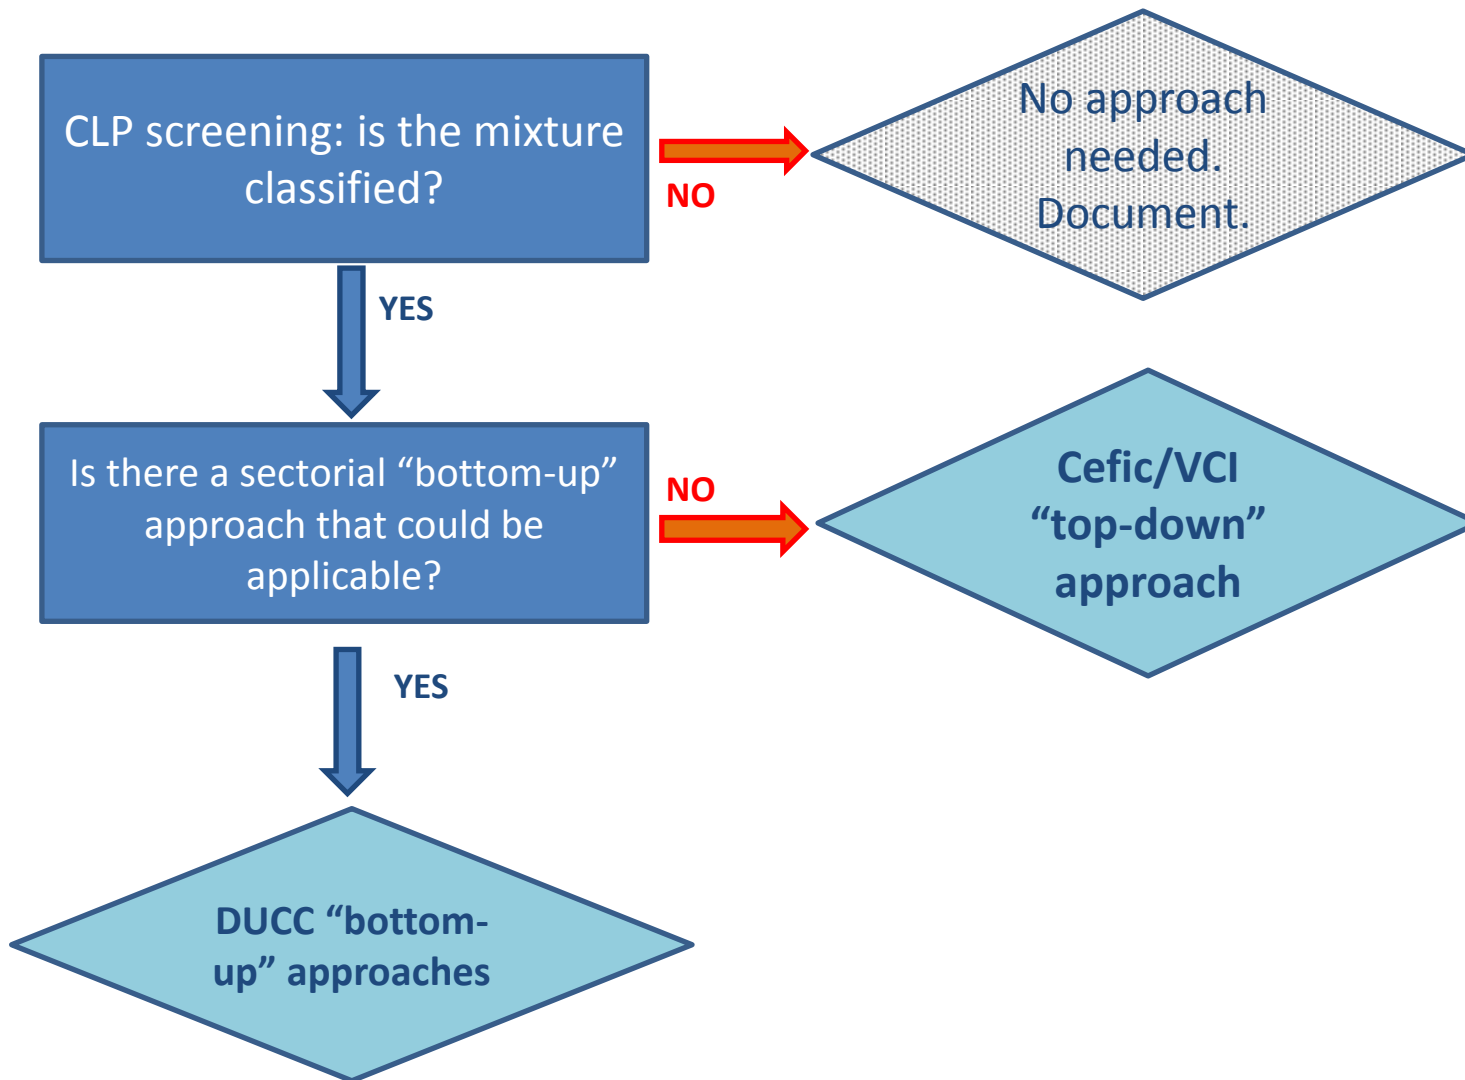 CLP screening: is the mixture
classified?
NO
No approach
needed.
Document.
YES
Is there a sectorial “bottom-up”
approach that could be
applicable?
NO
Cefic/VCI
“top-down”
approach
YES
DUCC “bottom-
up” approaches